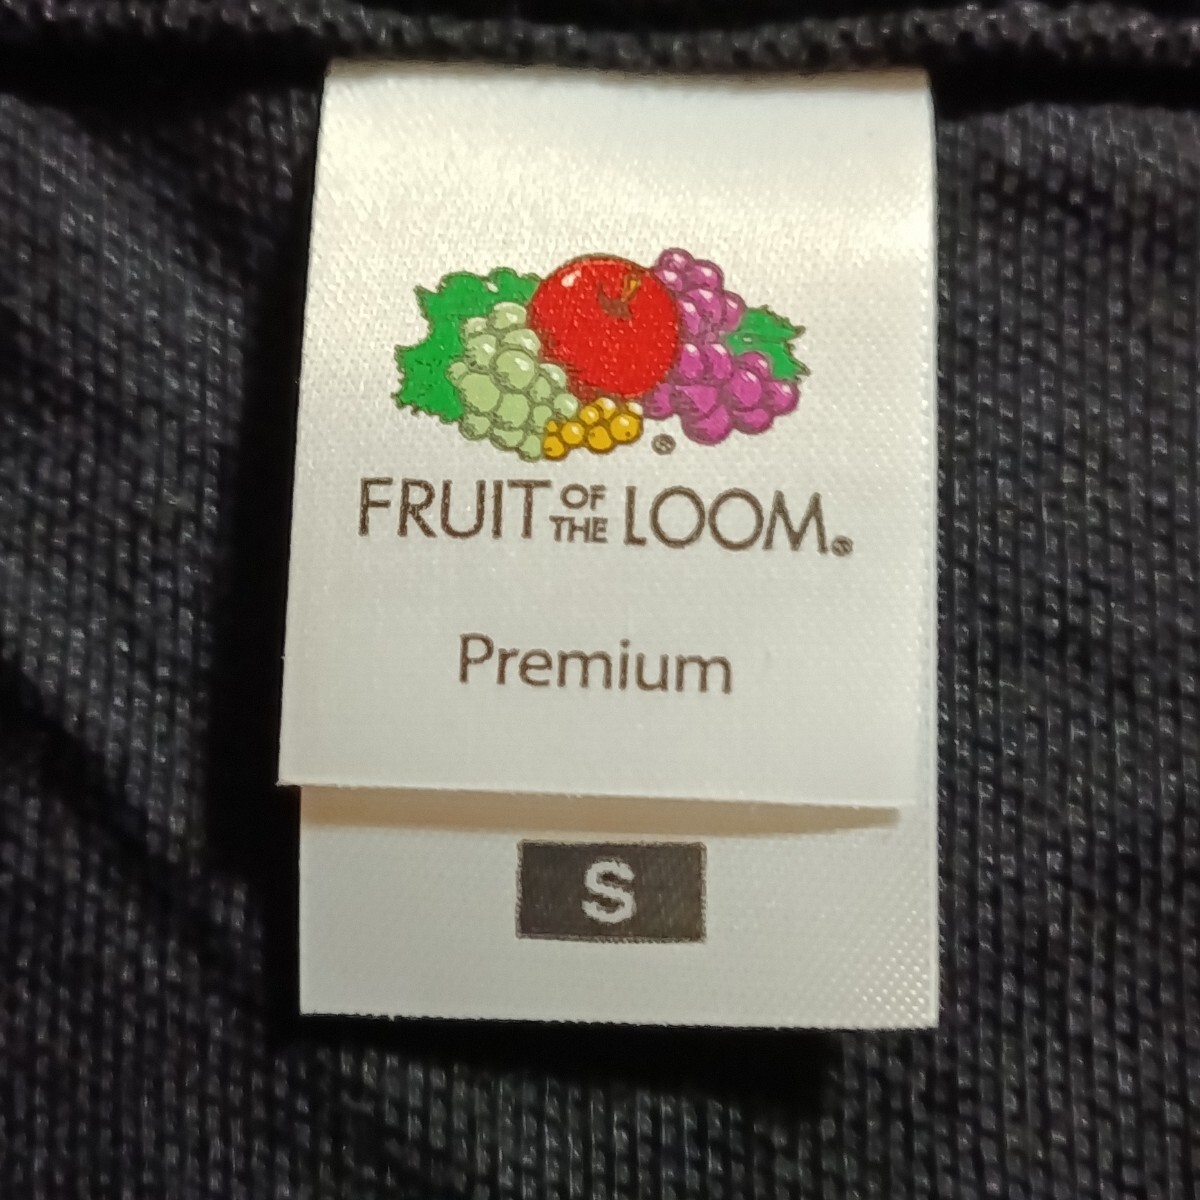 ®
FRUIT OF THE LOOM®
Premium
S